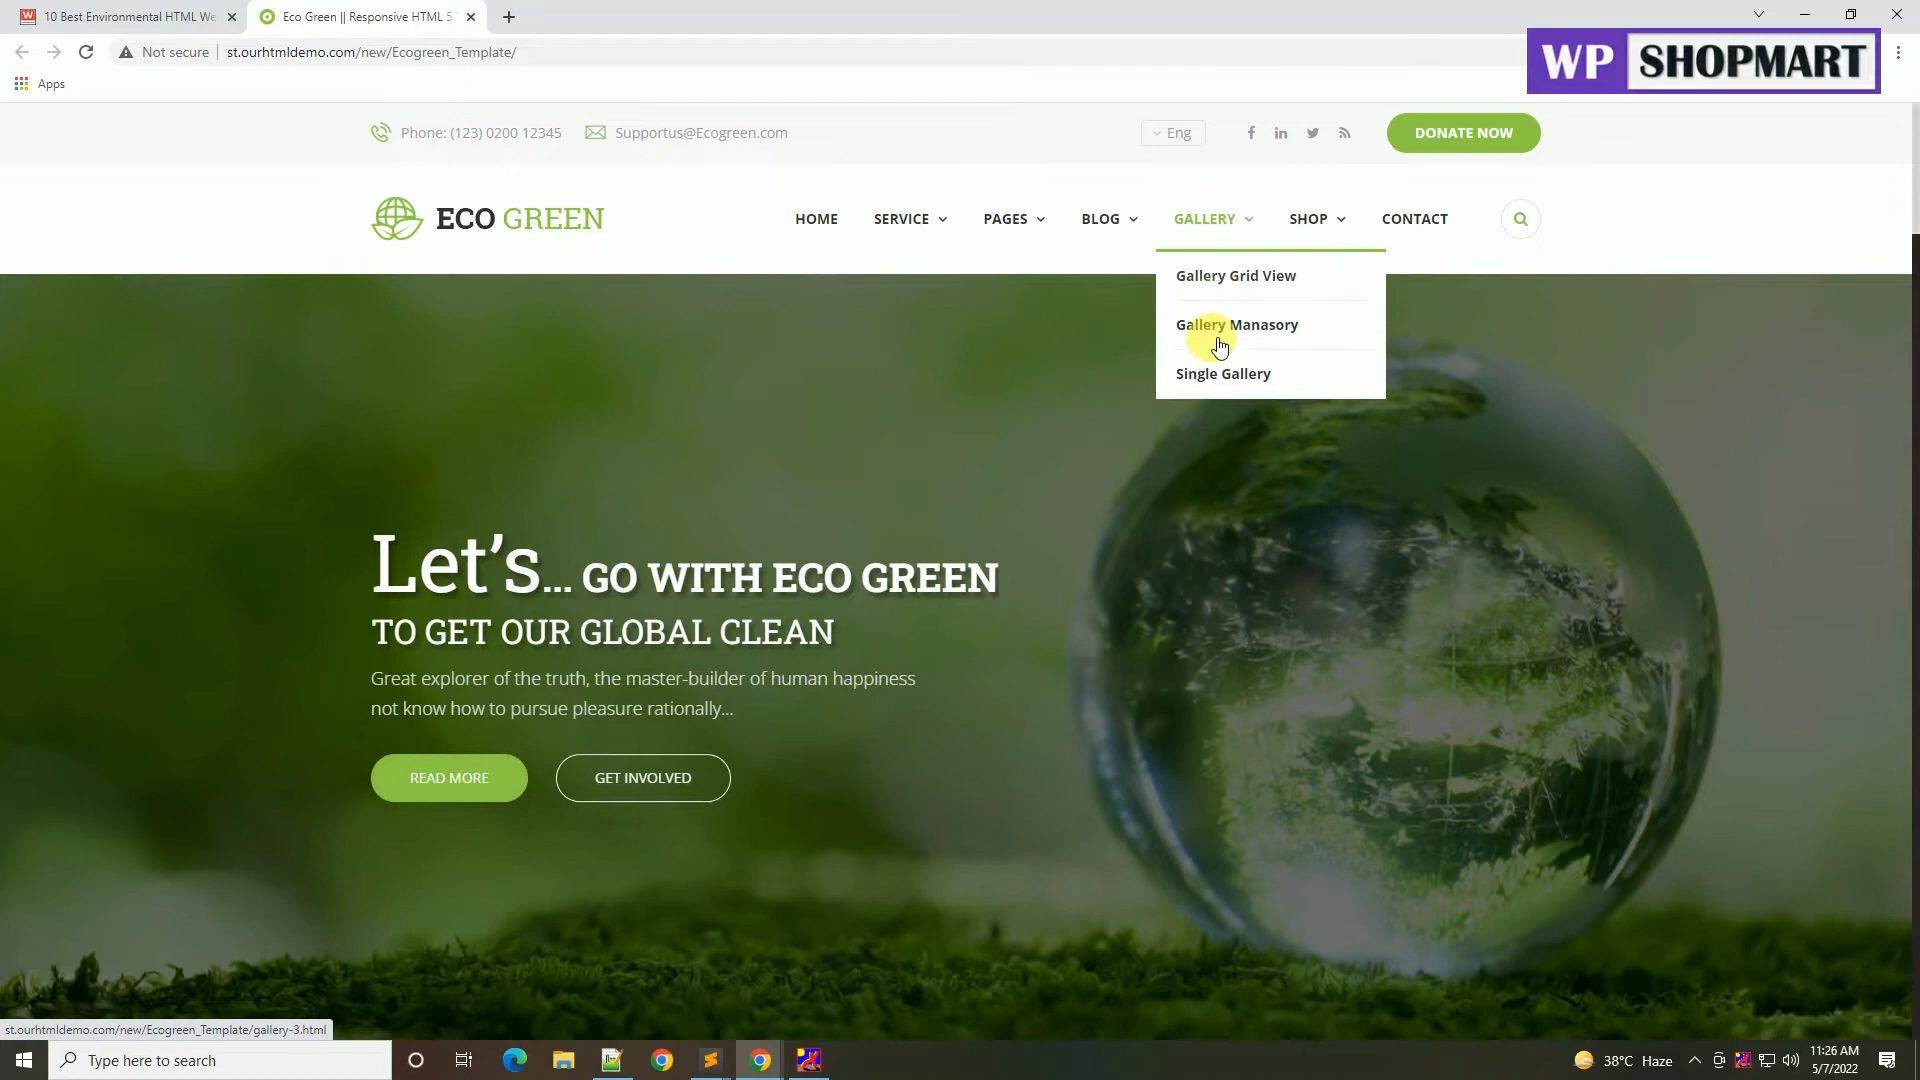 10 Best Environmental HTML We
Eco Green || Responsive HTML 5
Not secure
st.ourhtmldemo.com/new/Ecogreen_Template/
WP SHOPMART
Apps
Phone: (123) 0200 12345
Supportus@Ecogreen.com
Eng
DONATE NOW
ECO GREEN
HOME
SERVICE
PAGES
BLOG
GALLERY
SHOP
CONTACT
Gallery Grid View
Gallery Manasory
Single Gallery
Let's... GO WITH ECO GREEN
TO GET OUR GLOBAL CLEAN
Great explorer of the truth, the master-builder of human happiness
not know how to pursue pleasure rationally...
READ MORE
GET INVOLVED
st.ourhtmldemo.com/new/Ecogreen_Template/gallery-3.html
Type here to search
38°C Haze
11:26 AM
5/7/2022